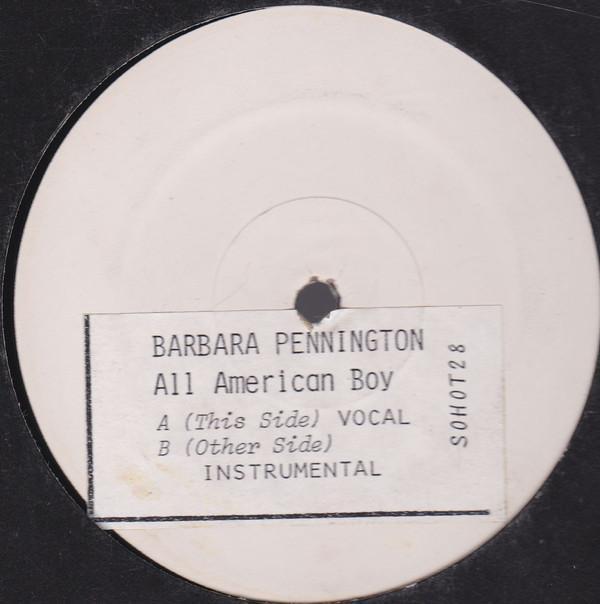 BARBARA PENNINGTON
All American Boy
A (This Side) VOCAL
B (Other Side)
INSTRUMENTAL
SOHOT28